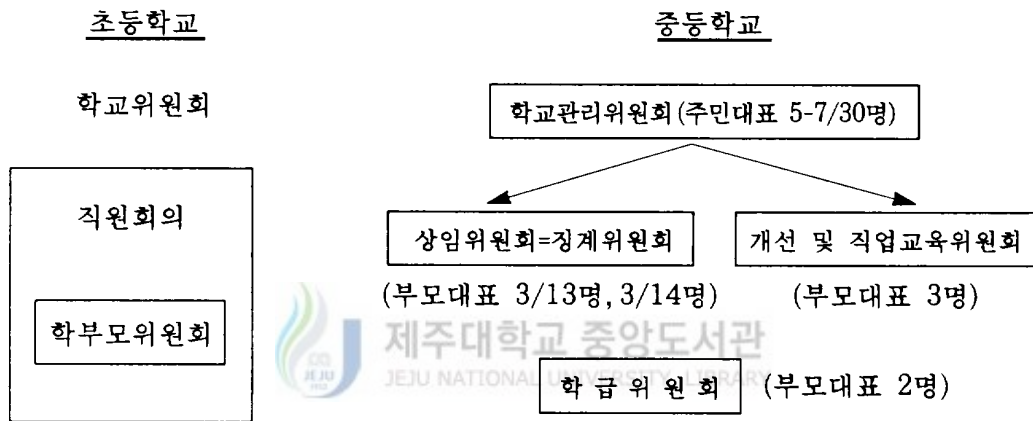 초등학교
학교위원회
직원회의
학부모위원회
중등학교
학교관리위원회(주민대표 5-7/30명)
상임위원회=징계위원회
개선 및 직업교육위원회
(부모대표 3/13명, 3/14명)
(부모대표 3명)
제주대학교 중앙도서관
JEJU NATIONAL UNIVERSITY LIBRARY
학 급 위 원 회
(부모대표 2명)